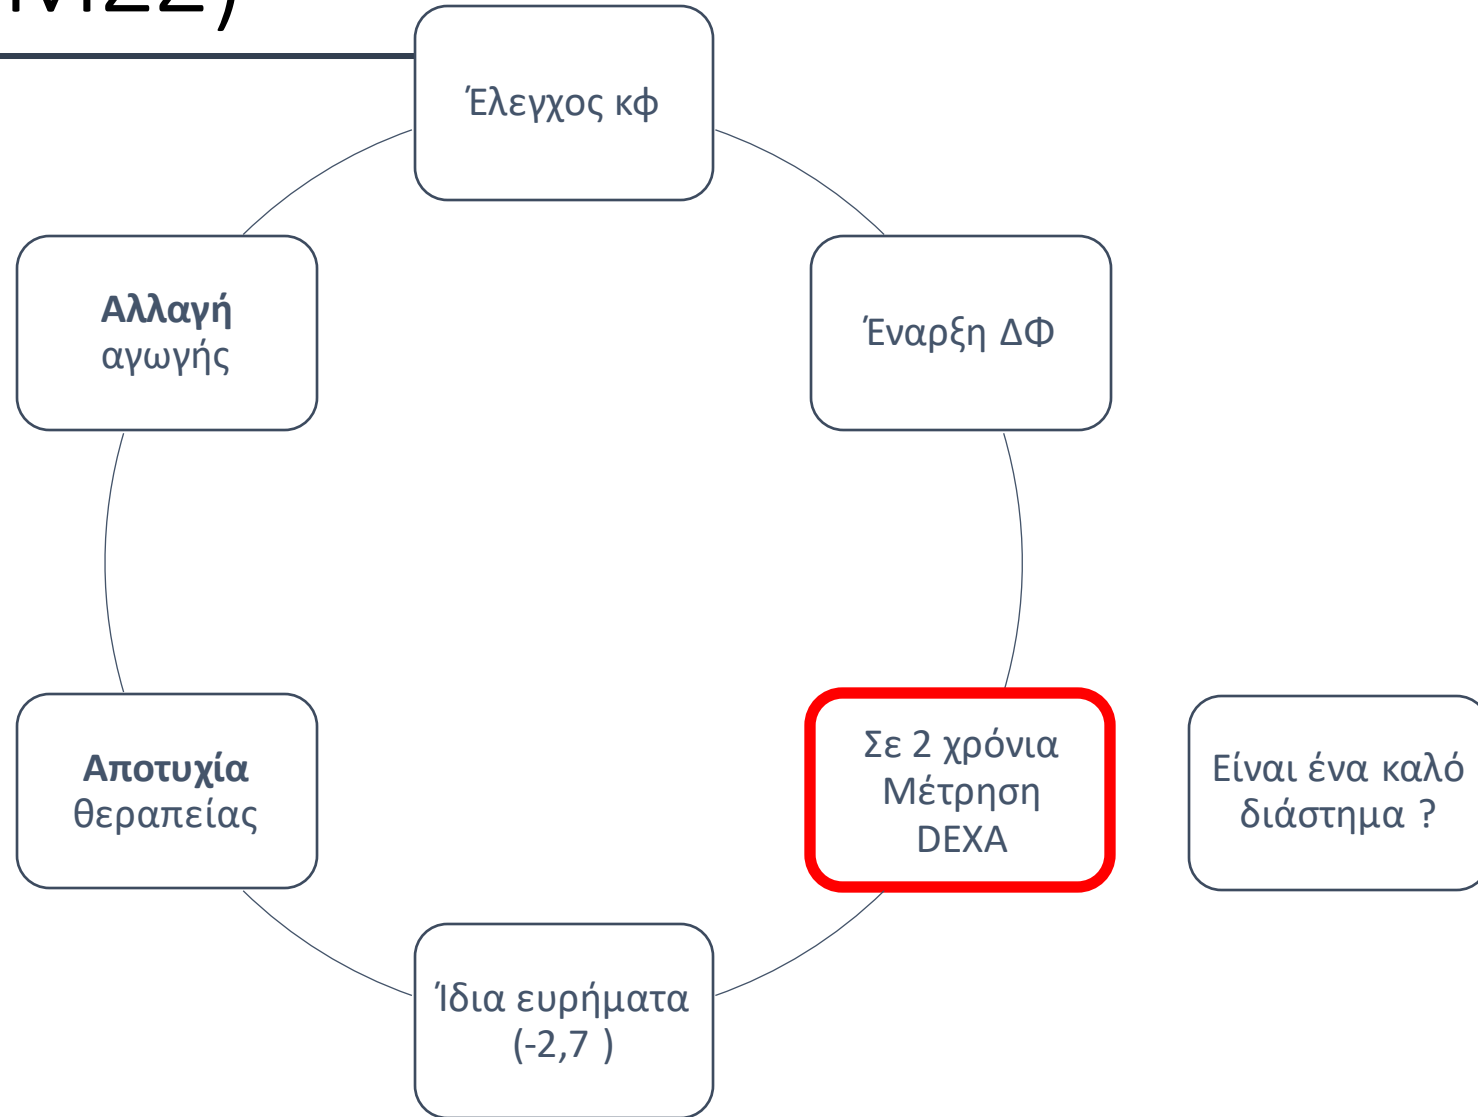 Έλεγχος κφ
Έναρξη ΔΦ
Σε 2 χρόνια
Μέτρηση
DEXA
Είναι ένα καλό
διάστημα ?
Ίδια ευρήματα
(-2,7 )
Αποτυχία
θεραπείας
Αλλαγή
αγωγής